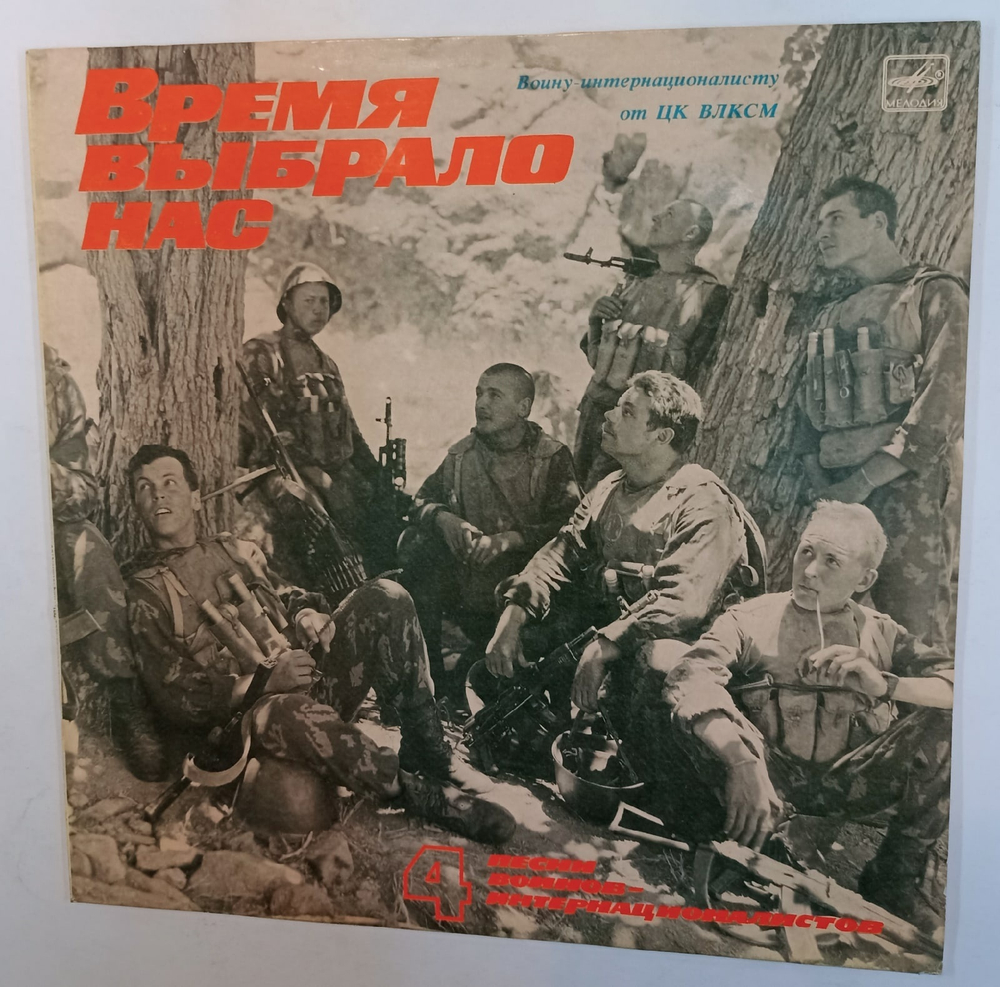 Время
выбрало
нас
Воину-интернационалисту
от ЦК ВЛКСМ
МЕЛОДИЯ
4
песни
воинов-
интернационалистов